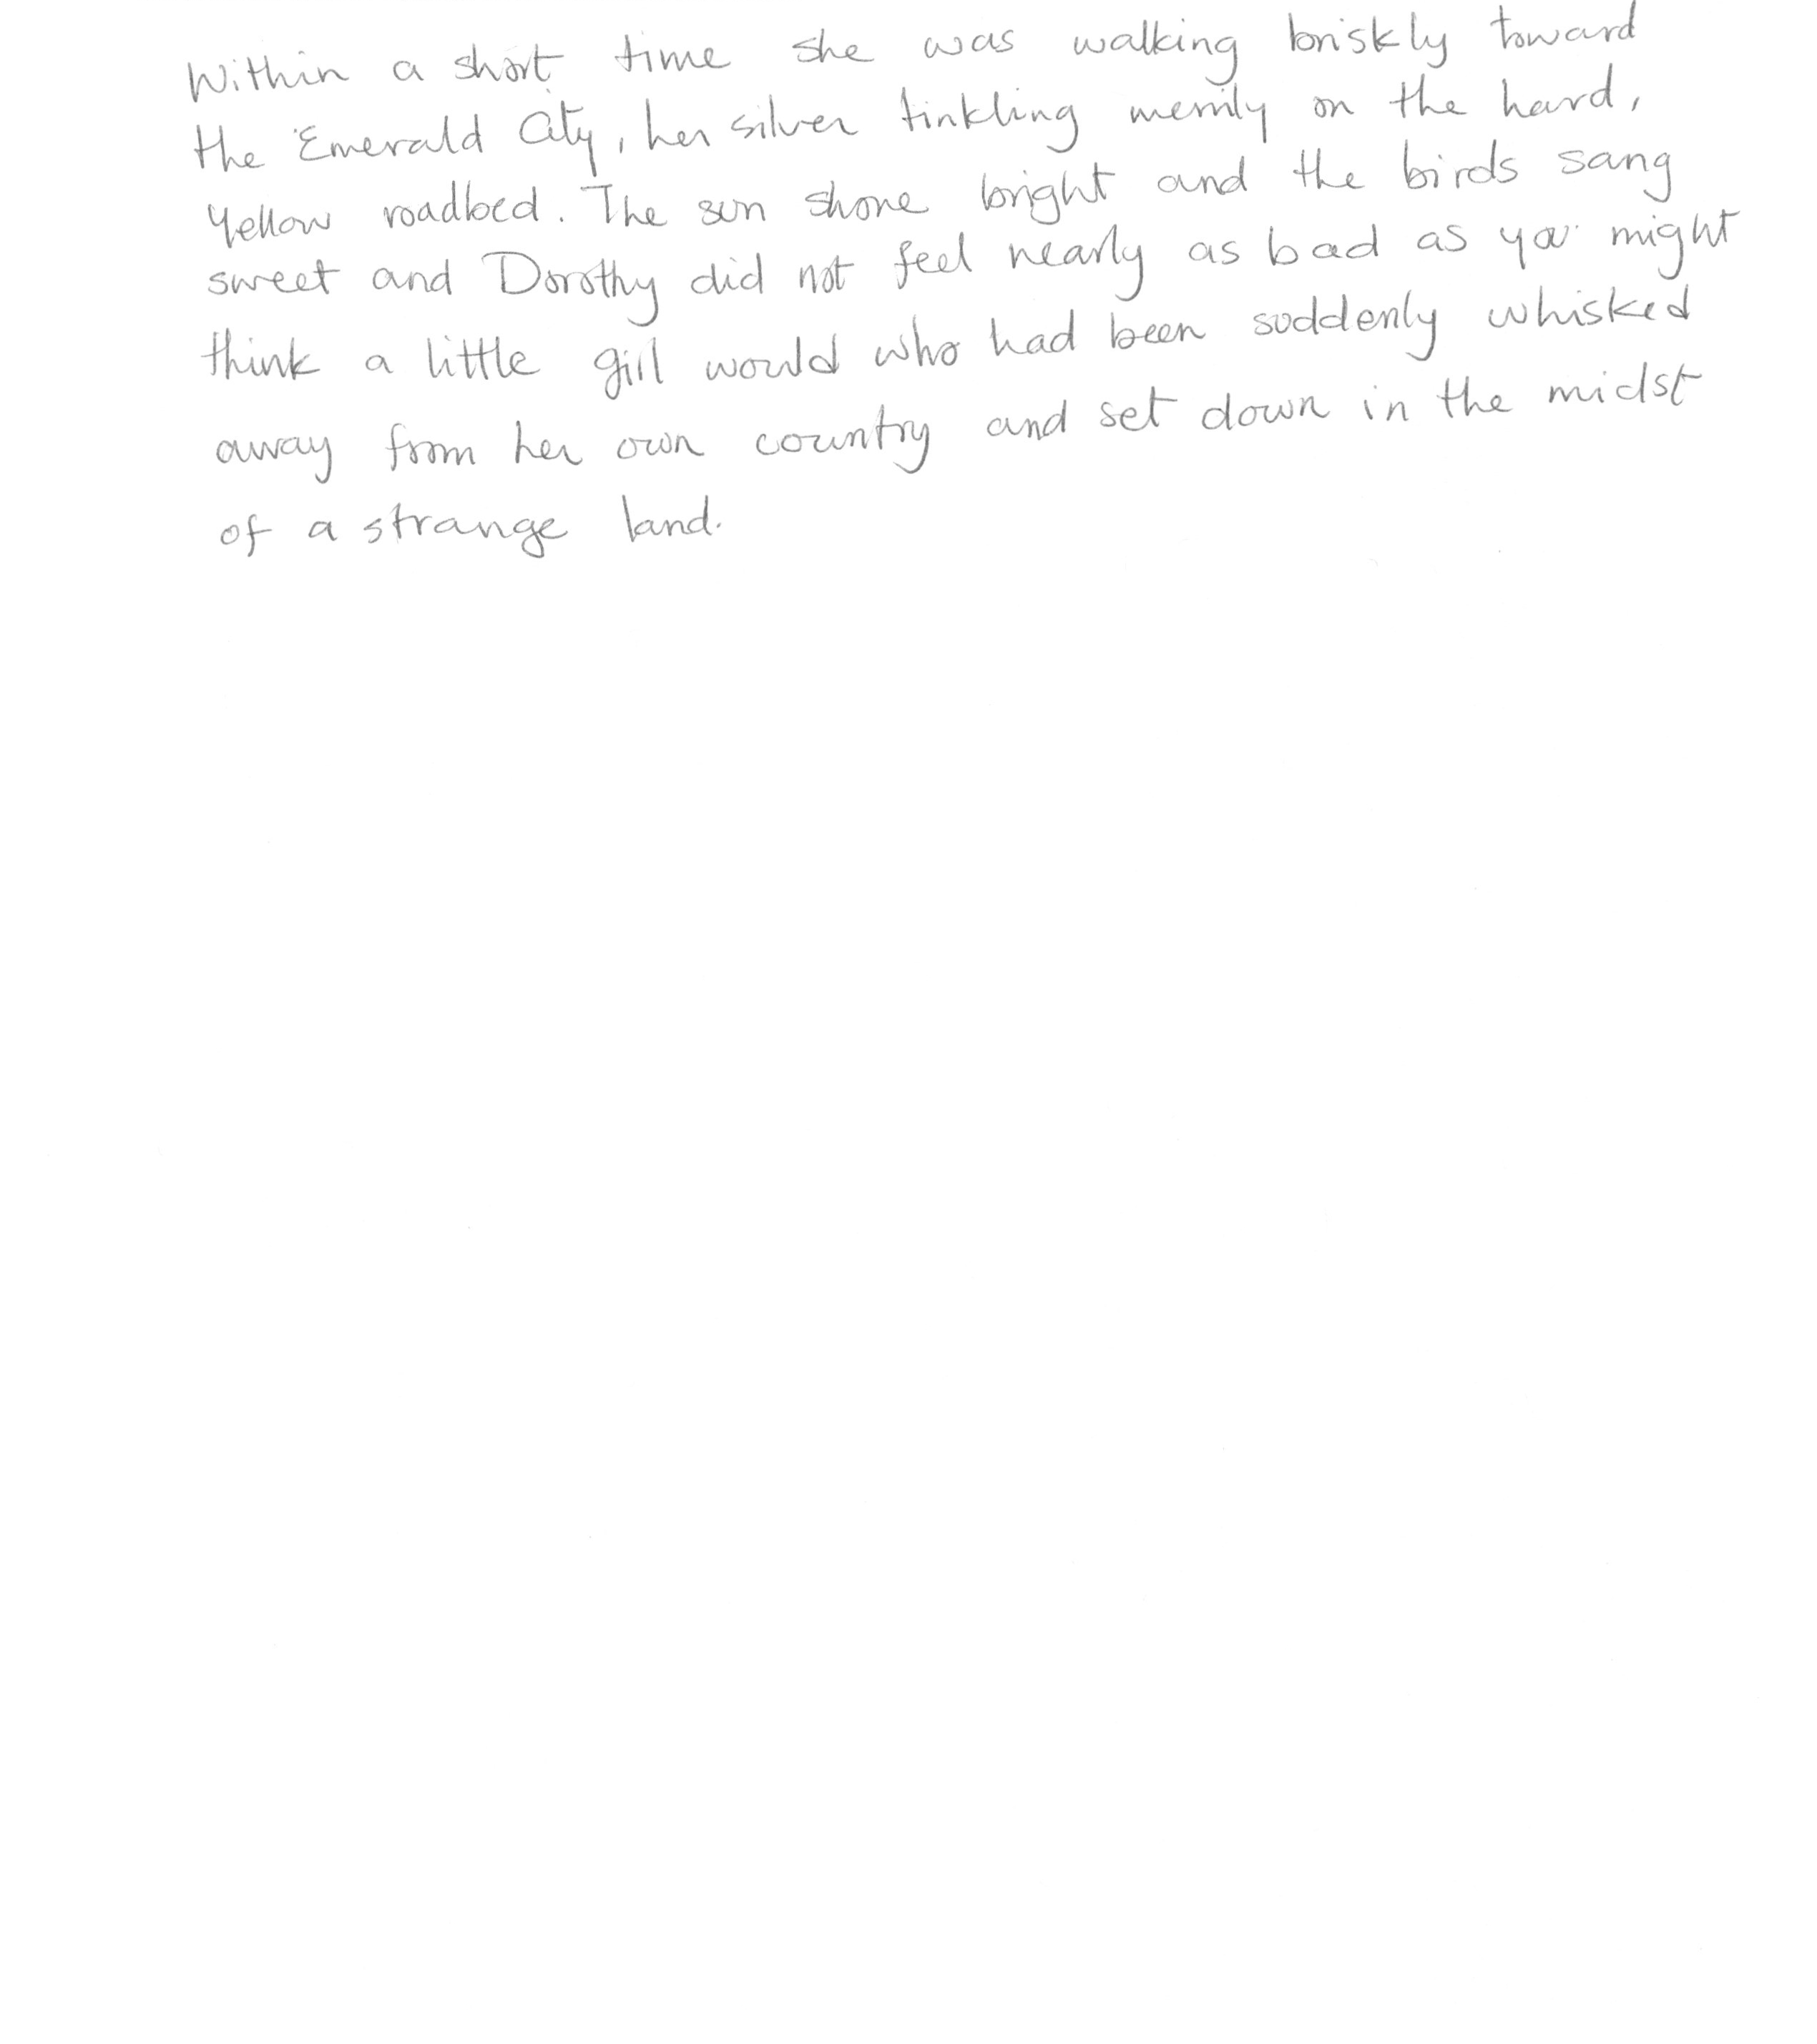 Within a short time she was walking briskly toward
the Emerald City, her silver tinkling merrily on the hard,
yellow roadbed. The sun shone bright and the birds sang
sweet and Dorothy did not feel nearly as bad as you might
think a little girl would who had been suddenly whisked
away from her own country and set down in the midst
of a strange land.